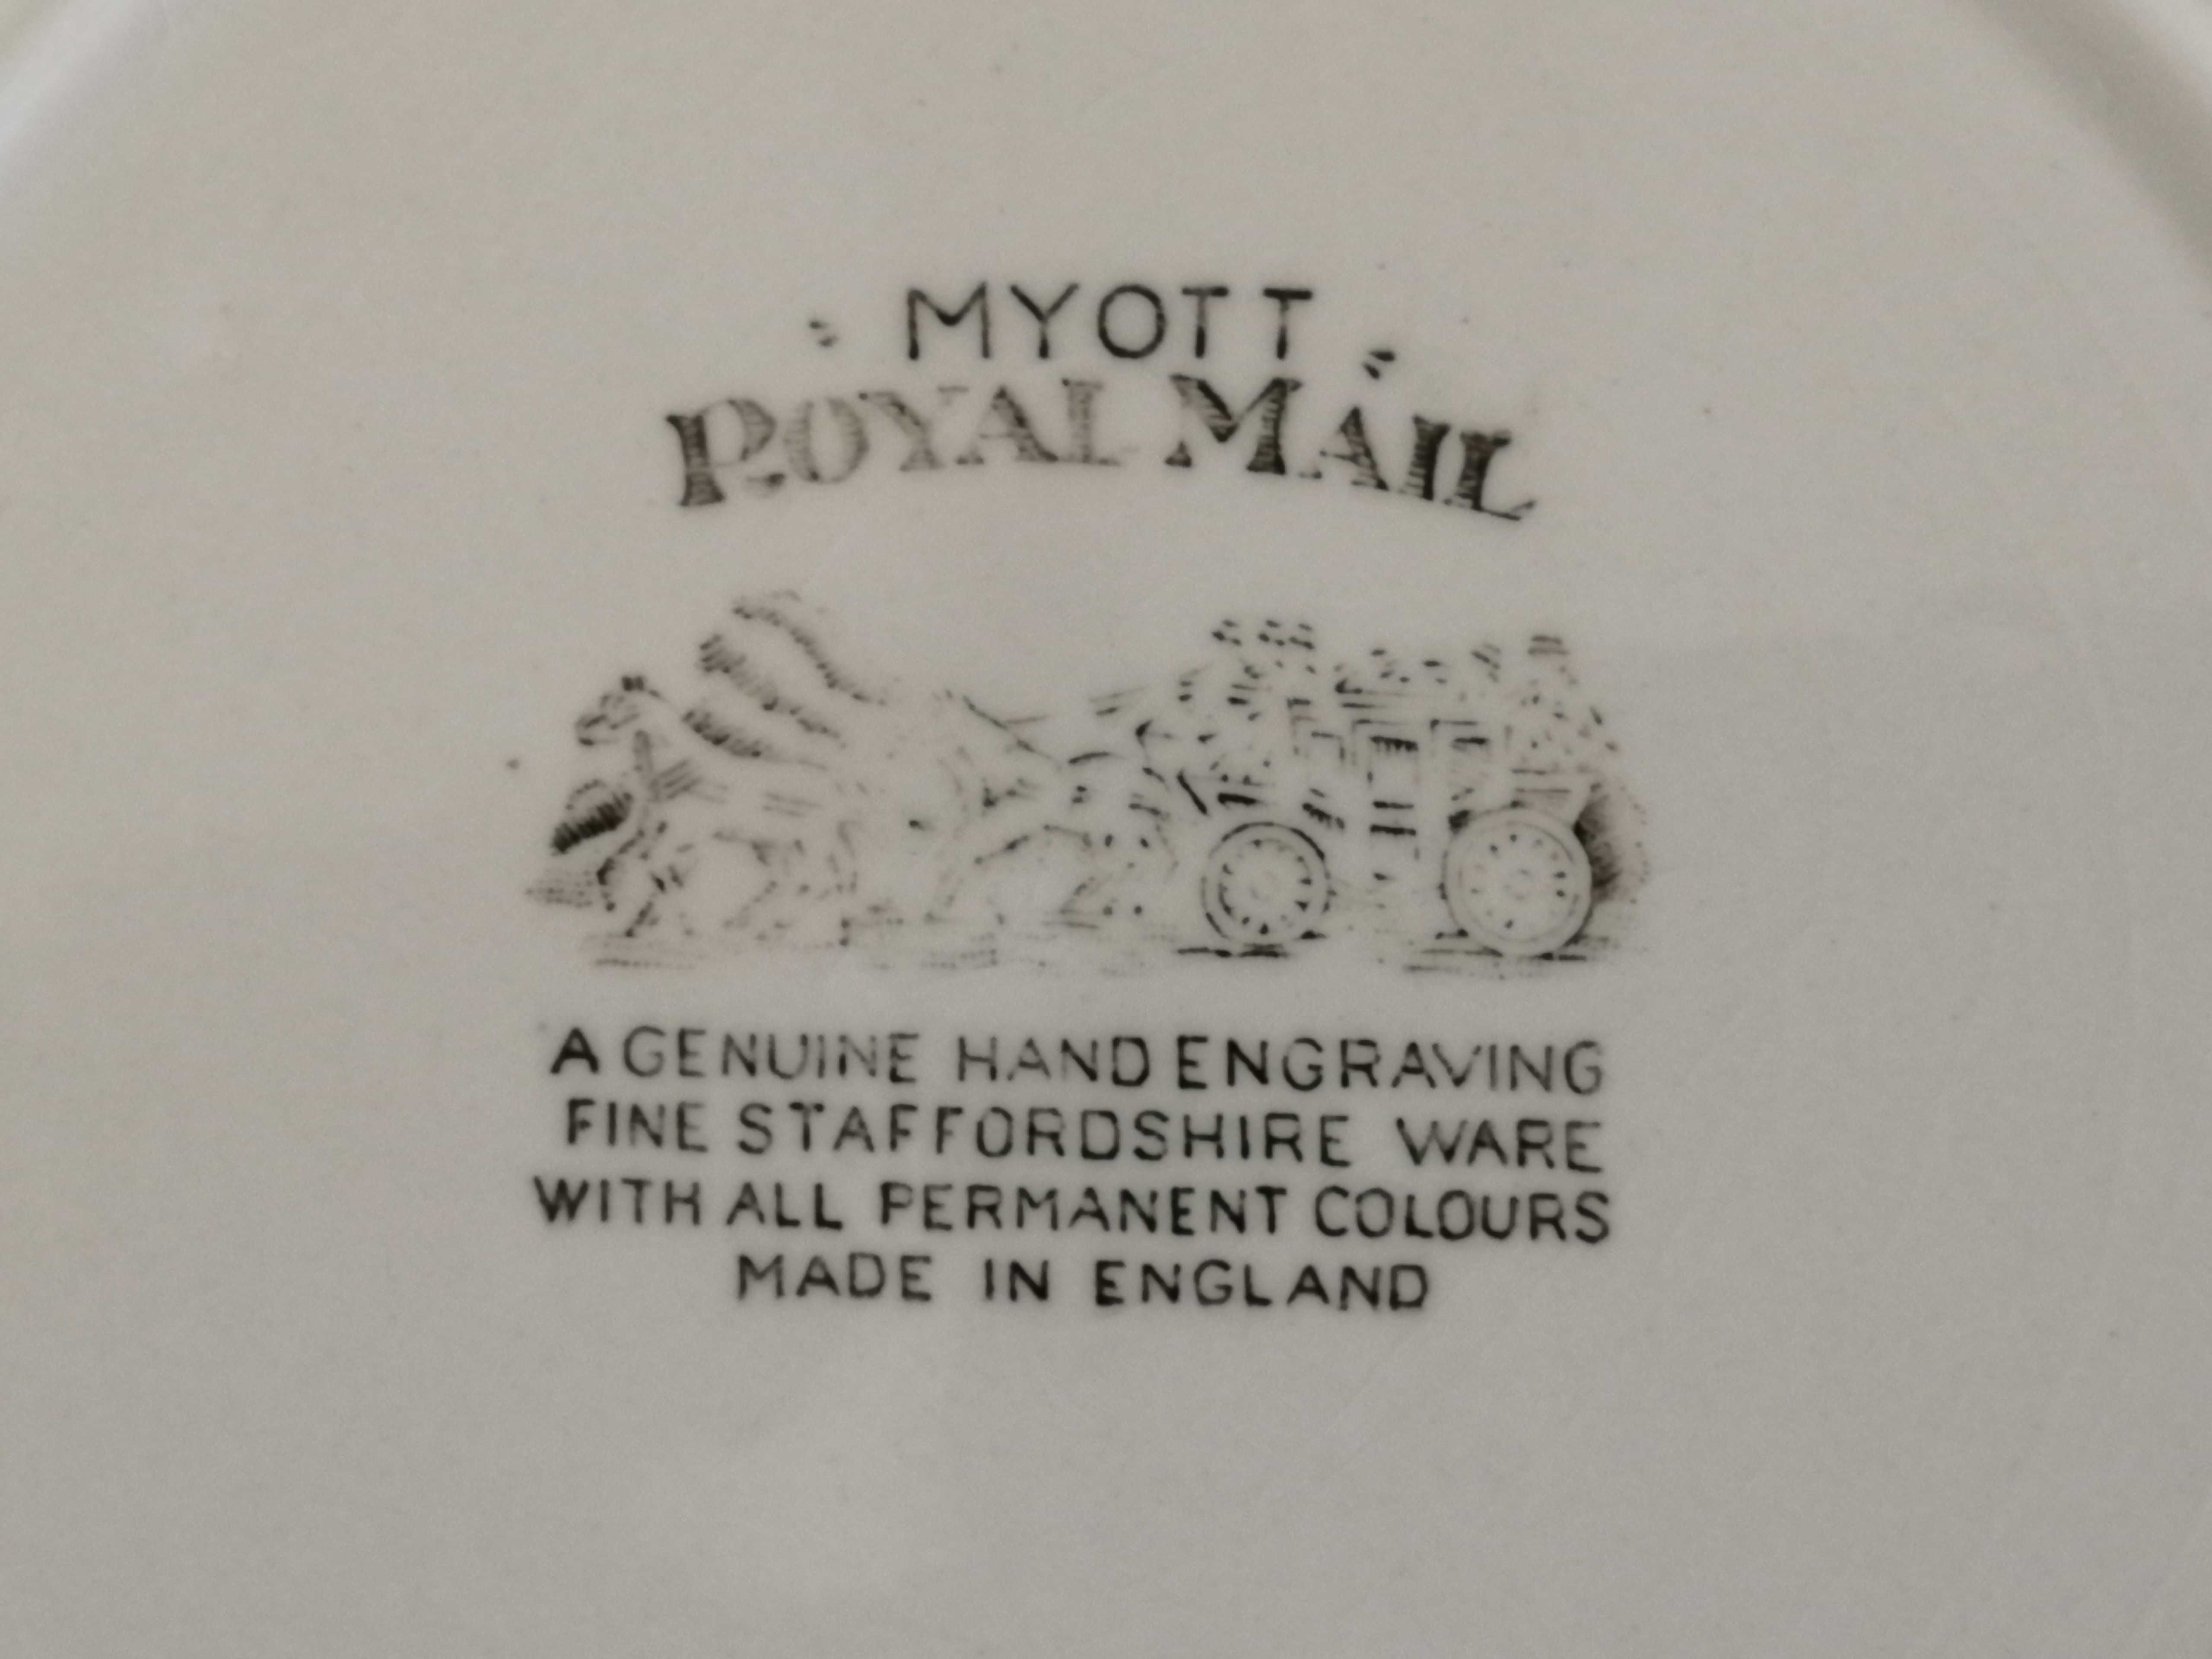 MYOTT
ROYAL MAIL
A GENUINE HAND ENGRAVING
FINE STAFFORDSHIRE WARE
WITH ALL PERMANENT COLOURS
MADE IN ENGLAND